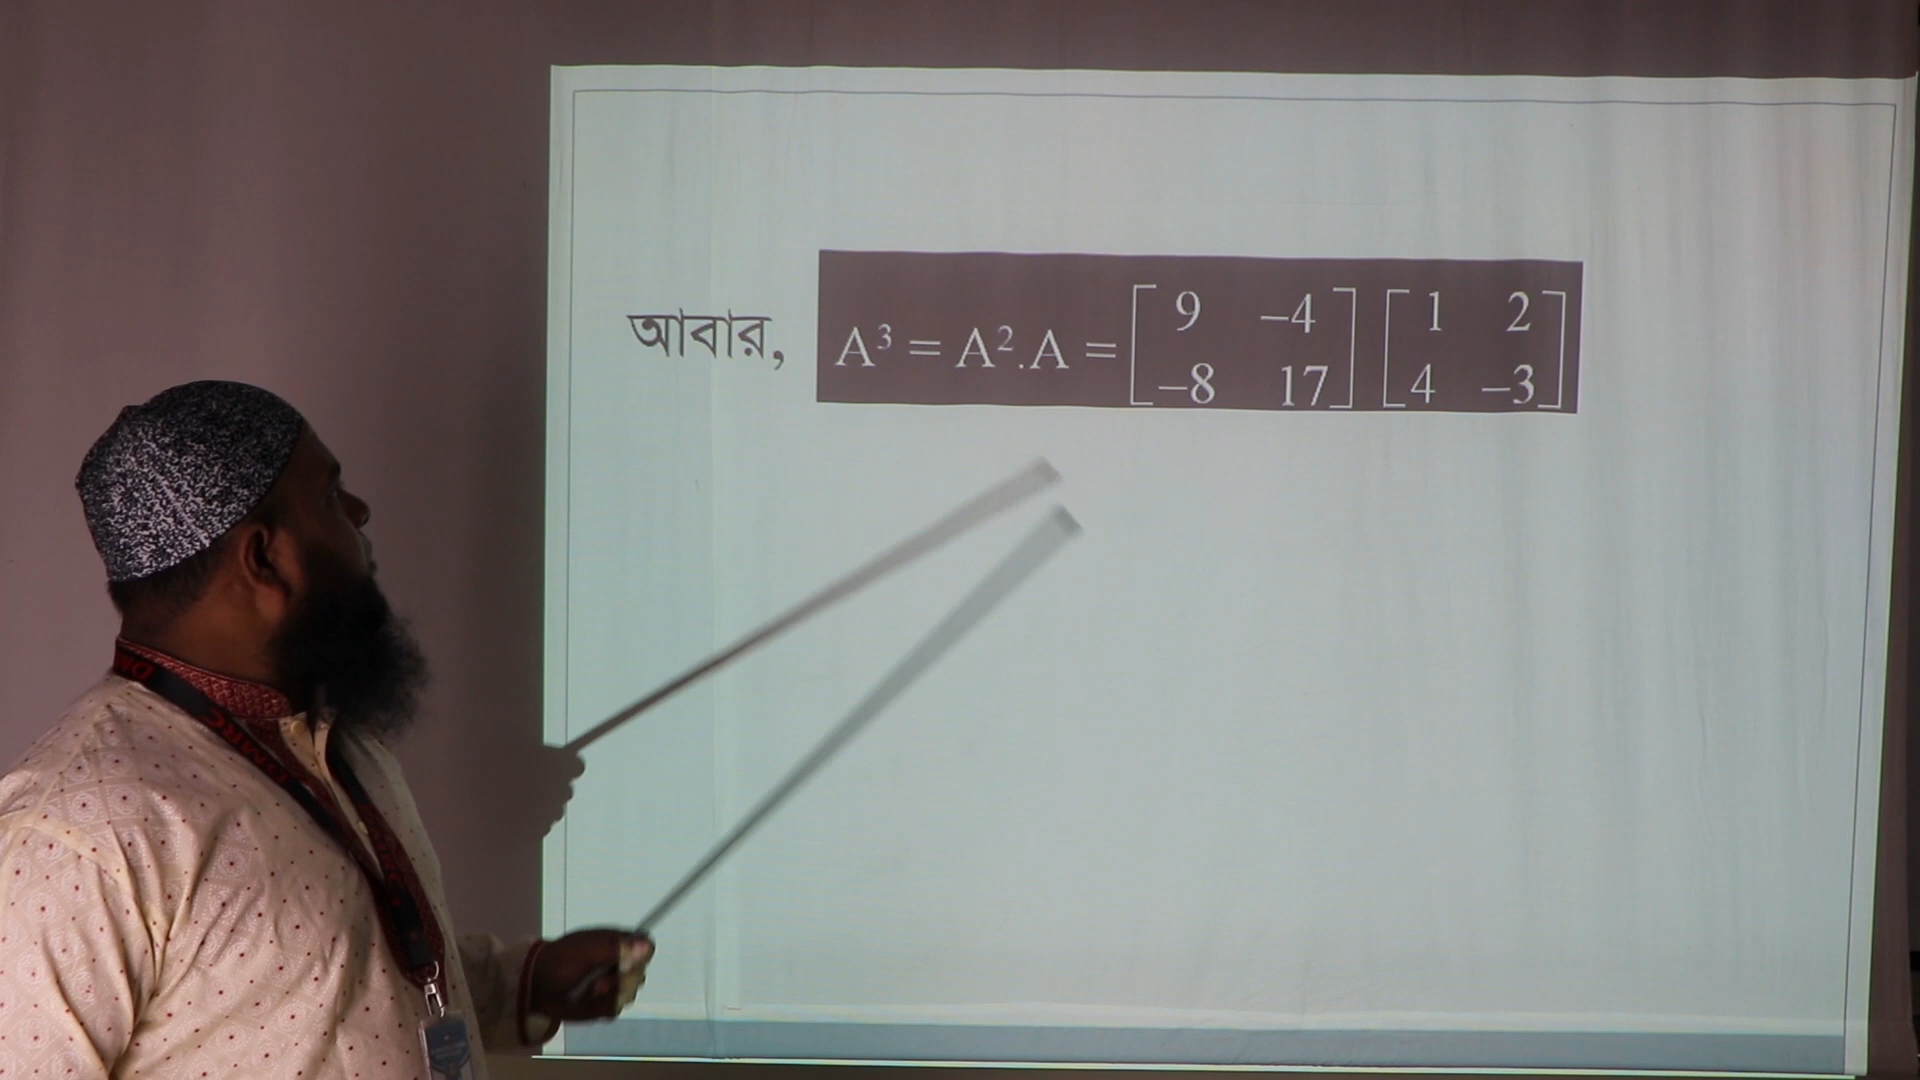 আবার, A³ = A².A = [9 –4; –8 17] [1 2; 4 –3]